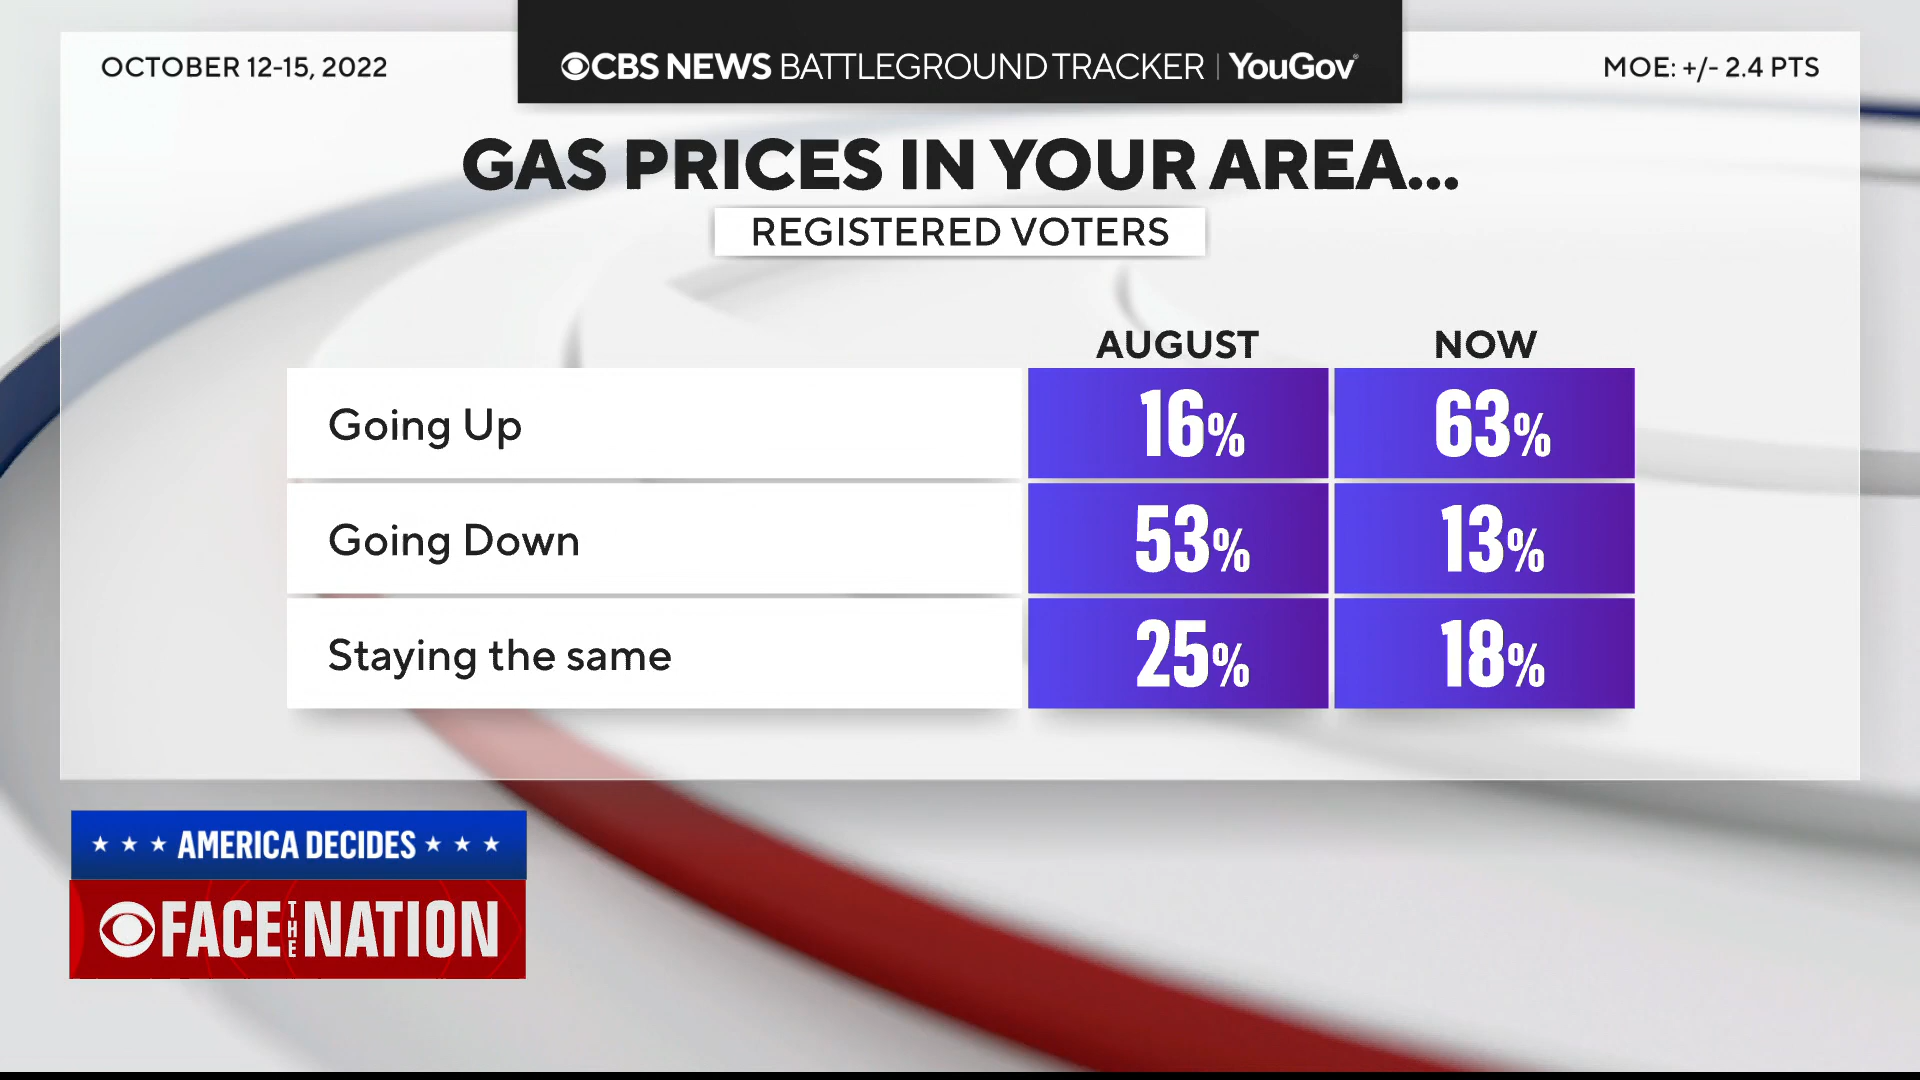 OCTOBER 12-15, 2022
CBS NEWS BATTLEGROUND TRACKER | YouGov®
MOE: +/- 2.4 PTS
GAS PRICES IN YOUR AREA...
REGISTERED VOTERS
AUGUST NOW
Going Up 16% 63%
Going Down 53% 13%
Staying the same 25% 18%
AMERICA DECIDES
FACE THE NATION